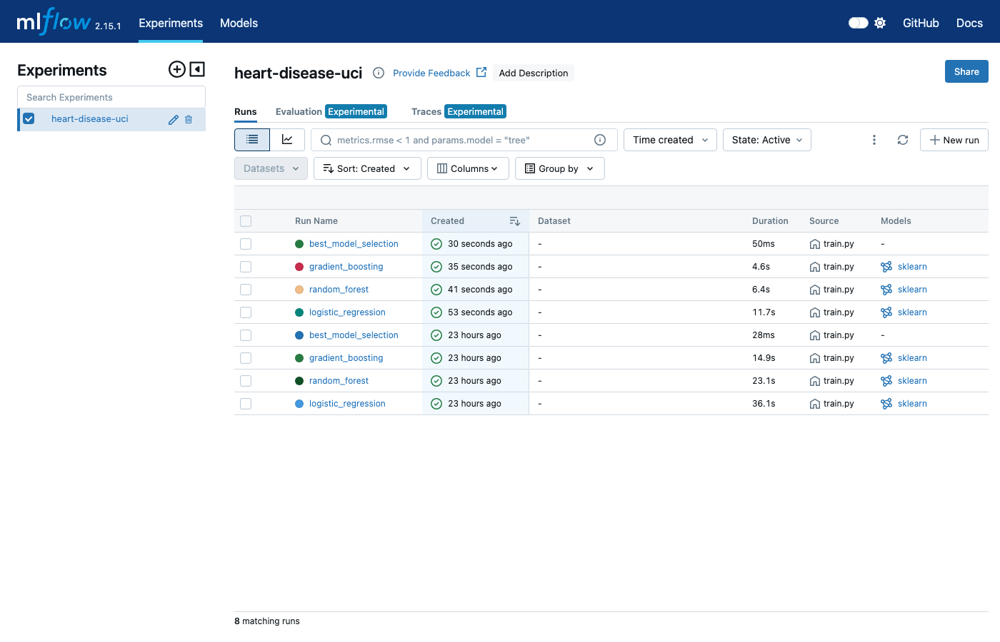 mlflow 2.15.1 Experiments Models GitHub Docs
Experiments
Search Experiments
heart-disease-uci
heart-disease-uci Provide Feedback Add Description Share
Runs Evaluation Experimental Traces Experimental
metrics.rmse < 1 and params.model = "tree" Time created State: Active New run
Datasets Sort: Created Columns Group by
Run Name Created Dataset Duration Source Models
best_model_selection 30 seconds ago - 50ms train.py -
gradient_boosting 35 seconds ago - 4.6s train.py sklearn
random_forest 41 seconds ago - 6.4s train.py sklearn
logistic_regression 53 seconds ago - 11.7s train.py sklearn
best_model_selection 23 hours ago - 28ms train.py -
gradient_boosting 23 hours ago - 14.9s train.py sklearn
random_forest 23 hours ago - 23.1s train.py sklearn
logistic_regression 23 hours ago - 36.1s train.py sklearn
8 matching runs